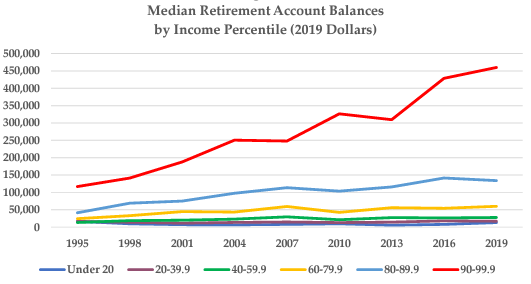 Median Retirement Account Balances
by Income Percentile (2019 Dollars)
500,000
450,000
400,000
350,000
300,000
250,000
200,000
150,000
100,000
50,000
0
1995 1998 2001 2004 2007 2010 2013 2016 2019
Under 20 20-39.9 40-59.9 60-79.9 80-89.9 90-99.9